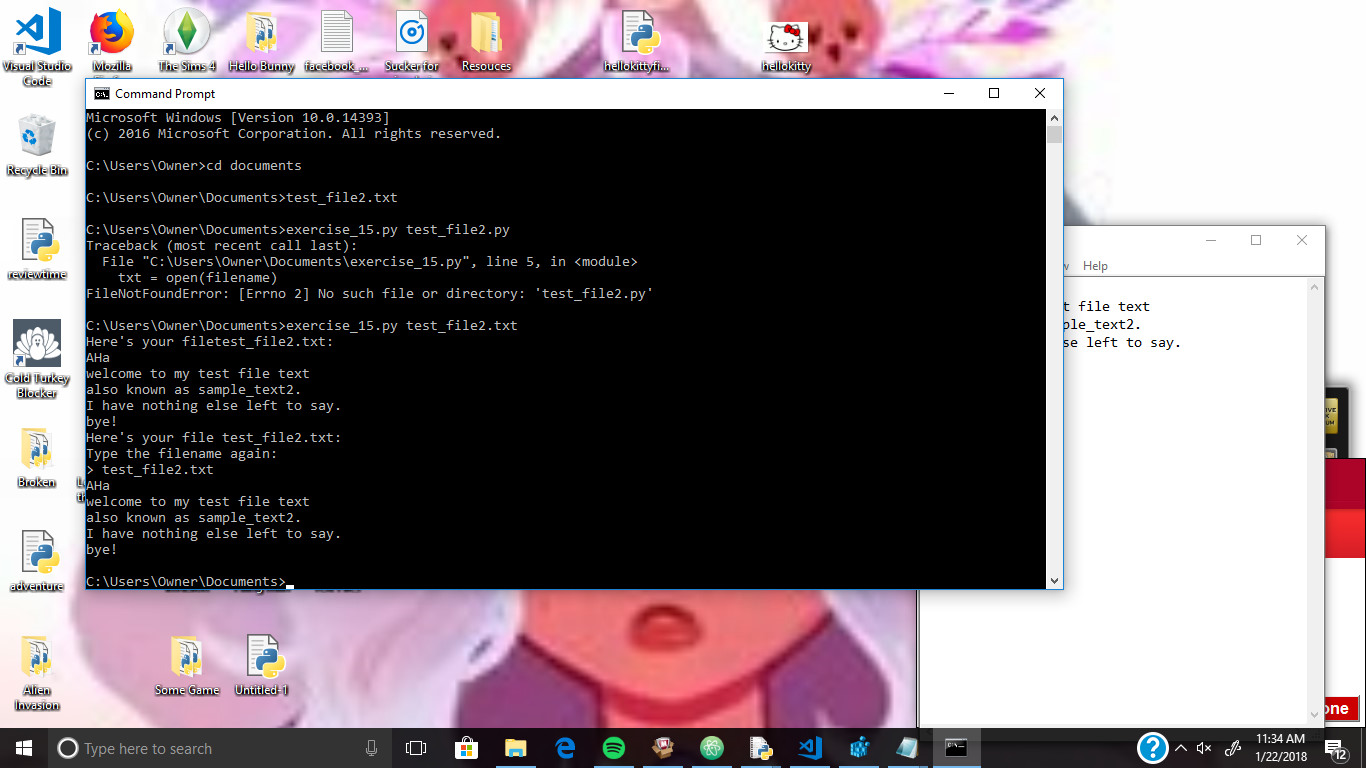 Visual Studio
Code
Mozilla
The Sims 4
Hello Bunny
facebook_...
Sucker for
Resouces
hellokittyfi...
hellokitty
Command Prompt
Microsoft Windows [Version 10.0.14393]
(c) 2016 Microsoft Corporation. All rights reserved.
C:\Users\Owner>cd documents
C:\Users\Owner\Documents>test_file2.txt
C:\Users\Owner\Documents>exercise_15.py test_file2.py
Traceback (most recent call last):
File "C:\Users\Owner\Documents\exercise_15.py", line 5, in <module>
txt = open(filename)
FileNotFoundError: [Errno 2] No such file or directory: 'test_file2.py'
C:\Users\Owner\Documents>exercise_15.py test_file2.txt
Here's your filetest_file2.txt:
AHa
welcome to my test file text
also known as sample_text2.
I have nothing else left to say.
bye!
Here's your file test_file2.txt:
Type the filename again:
> test_file2.txt
AHa
welcome to my test file text
also known as sample_text2.
I have nothing else left to say.
bye!
C:\Users\Owner\Documents>
Recycle Bin
reviewtime
Cold Turkey
Blocker
Broken
adventure
Alien
Invasion
Some Game
Untitled-1
Help
t file text
ple_text2.
se left to say.
one
Type here to search
11:34 AM
1/22/2018
12